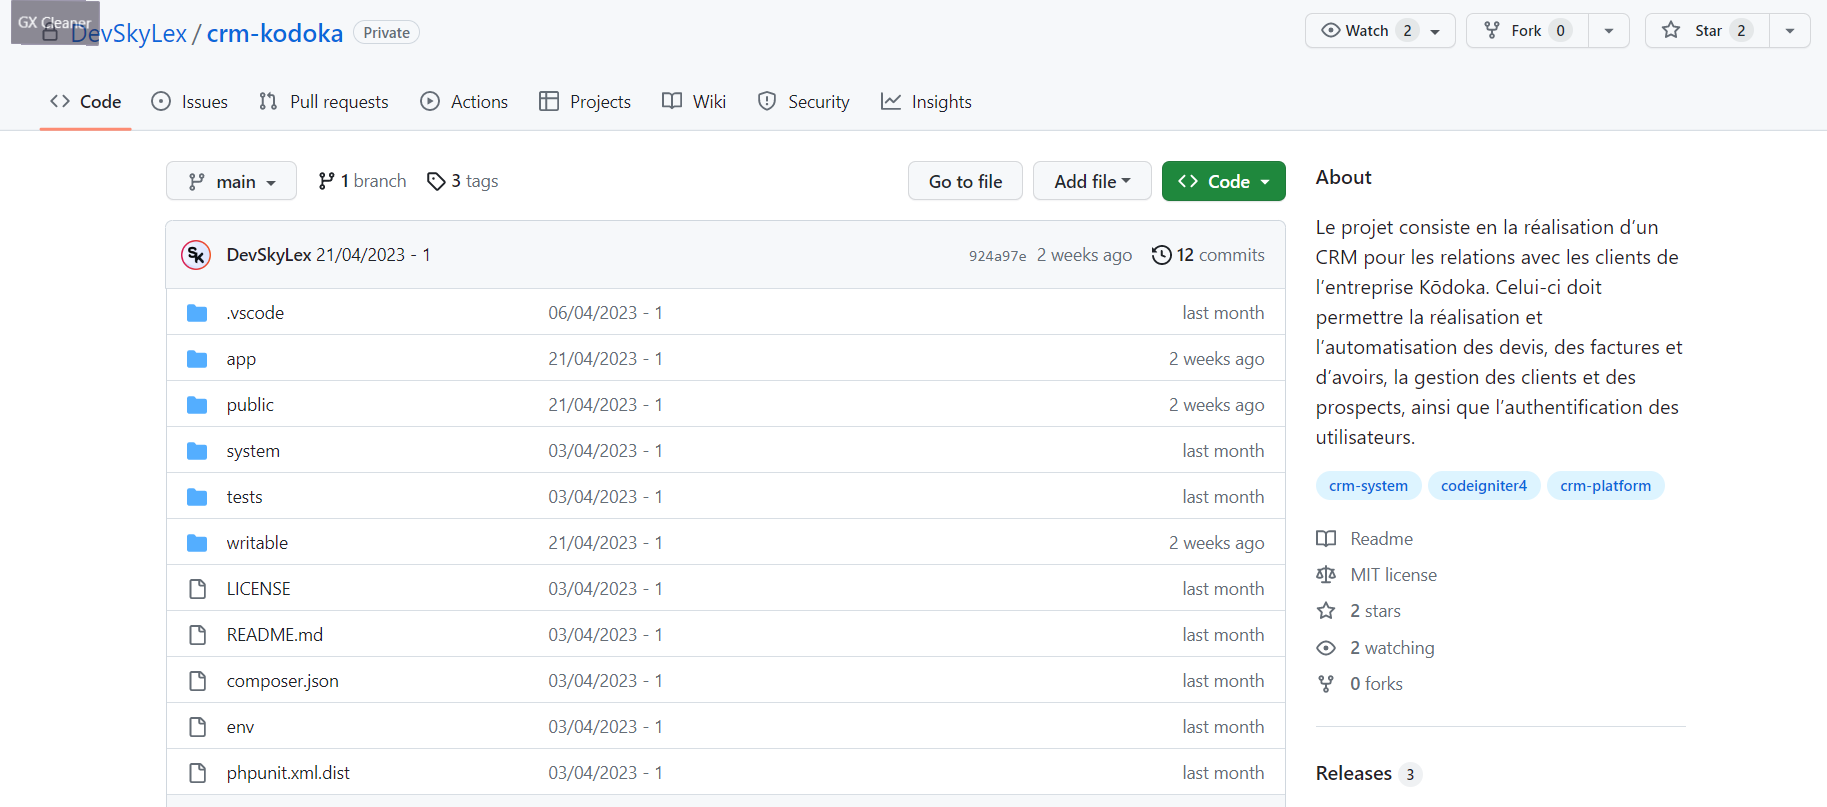 GX Cleaner
DevSkyLex / crm-kodoka Private
Watch 2 Fork 0 Star 2
Code Issues Pull requests Actions Projects Wiki Security Insights
main 1 branch 3 tags Go to file Add file Code
DevSkyLex 21/04/2023 - 1 924a97e 2 weeks ago 12 commits
.vscode 06/04/2023 - 1 last month
app 21/04/2023 - 1 2 weeks ago
public 21/04/2023 - 1 2 weeks ago
system 03/04/2023 - 1 last month
tests 03/04/2023 - 1 last month
writable 21/04/2023 - 1 2 weeks ago
LICENSE 03/04/2023 - 1 last month
README.md 03/04/2023 - 1 last month
composer.json 03/04/2023 - 1 last month
env 03/04/2023 - 1 last month
phpunit.xml.dist 03/04/2023 - 1 last month
About
Le projet consiste en la réalisation d’un
CRM pour les relations avec les clients de
l’entreprise Kōdoka. Celui-ci doit
permettre la réalisation et
l’automatisation des devis, des factures et
d’avoirs, la gestion des clients et des
prospects, ainsi que l’authentification des
utilisateurs.
crm-system codeigniter4 crm-platform
Readme
MIT license
2 stars
2 watching
0 forks
Releases 3